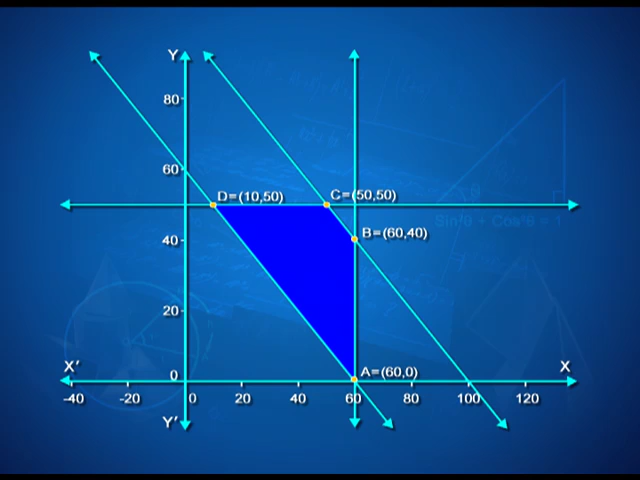 Y
80
60
D=(10,50)
C=(50,50)
Sin²θ + Cos²θ = 1
40
B=(60,40)
20
X′
0
A=(60,0)
X
-40
-20
0
20
40
60
80
100
120
Y′